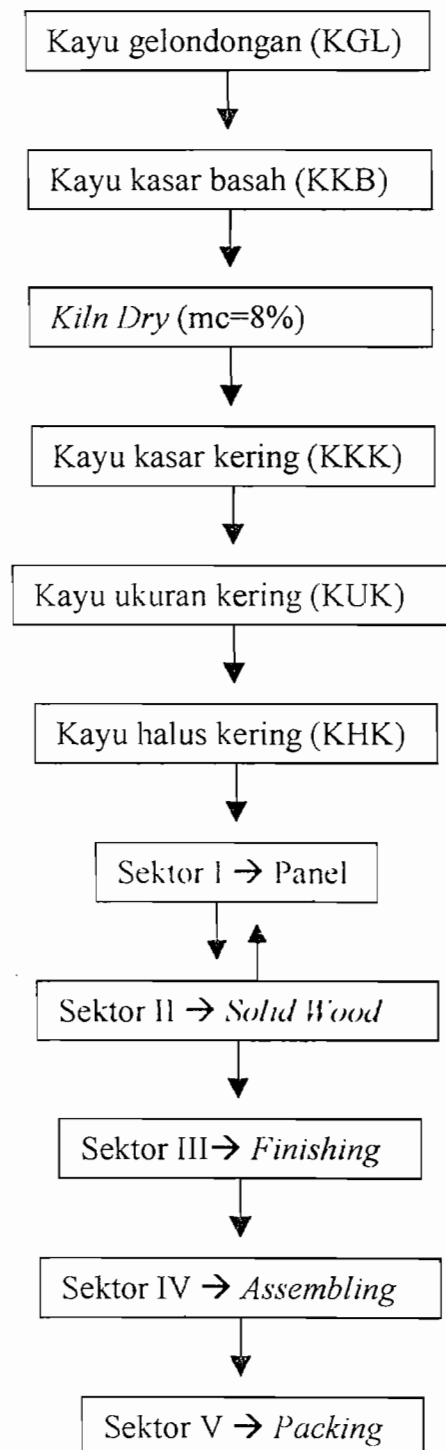 Kayu gelondongan (KGL)
Kayu kasar basah (KKB)
Kiln Dry (mc=8%)
Kayu kasar kering (KKK)
Kayu ukuran kering (KUK)
Kayu halus kering (KHK)
Sektor I → Panel
Sektor II → Solid Wood
Sektor III→ Finishing
Sektor IV → Assembling
Sektor V → Packing